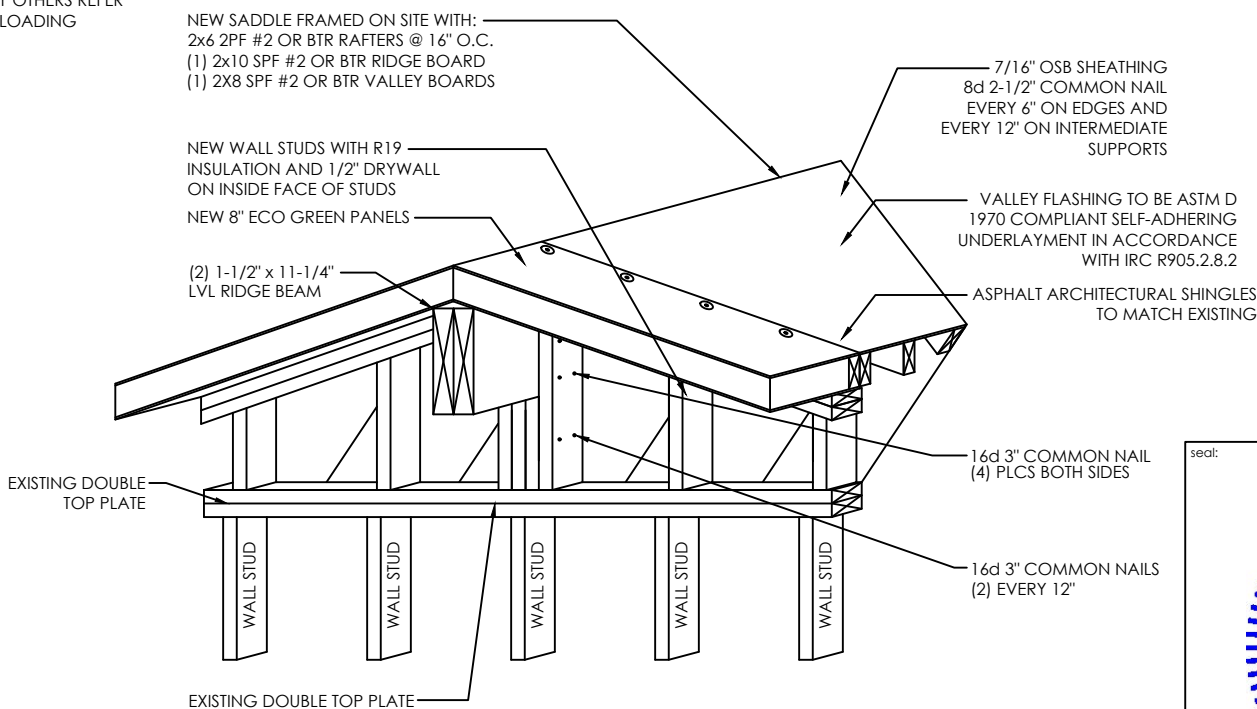 T OTHERS REFER
LOADING
NEW SADDLE FRAMED ON SITE WITH:
2x6 2PF #2 OR BTR RAFTERS @ 16" O.C.
(1) 2x10 SPF #2 OR BTR RIDGE BOARD
(1) 2X8 SPF #2 OR BTR VALLEY BOARDS
7/16" OSB SHEATHING
8d 2-1/2" COMMON NAIL
EVERY 6" ON EDGES AND
EVERY 12" ON INTERMEDIATE
SUPPORTS
NEW WALL STUDS WITH R19
INSULATION AND 1/2" DRYWALL
ON INSIDE FACE OF STUDS
NEW 8" ECO GREEN PANELS
VALLEY FLASHING TO BE ASTM D
1970 COMPLIANT SELF-ADHERING
UNDERLAYMENT IN ACCORDANCE
WITH IRC R905.2.8.2
(2) 1-1/2" x 11-1/4"
LVL RIDGE BEAM
ASPHALT ARCHITECTURAL SHINGLES
TO MATCH EXISTING
16d 3" COMMON NAIL
(4) PLCS BOTH SIDES
seal:
EXISTING DOUBLE
TOP PLATE
16d 3" COMMON NAILS
(2) EVERY 12"
WALL STUD
WALL STUD
WALL STUD
WALL STUD
WALL STUD
EXISTING DOUBLE TOP PLATE